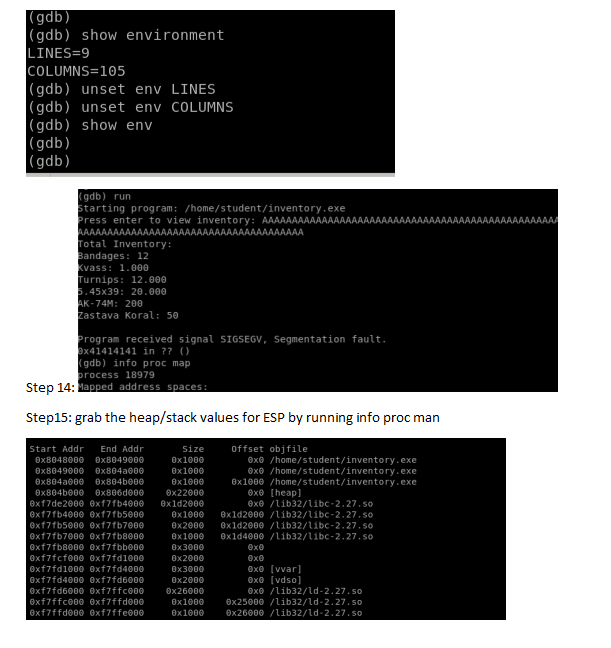 (gdb)
(gdb) show environment
LINES=9
COLUMNS=105
(gdb) unset env LINES
(gdb) unset env COLUMNS
(gdb) show env
(gdb)
(gdb)
(gdb) run
Starting program: /home/student/inventory.exe
Press enter to view inventory: AAAAAAAAAAAAAAAAAAAAAAAAAAAAAAAAAAAAAAAAAAAAAAAAAA
AAAAAAAAAAAAAAAAAAAAAAAAAAAAAAAAAAAAAA
Total Inventory:
Bandages: 12
Kvass: 1.000
Turnips: 12.000
5.45x39: 20.000
AK-74M: 200
Zastava Koral: 50
Program received signal SIGSEGV, Segmentation fault.
0x41414141 in ?? ()
(gdb) info proc map
process 18979
Step 14: Mapped address spaces:
Step15: grab the heap/stack values for ESP by running info proc man
Start Addr End Addr Size Offset objfile
0x8048000 0x8049000 0x1000 0x0 /home/student/inventory.exe
0x8049000 0x804a000 0x1000 0x0 /home/student/inventory.exe
0x804a000 0x804b000 0x1000 0x1000 /home/student/inventory.exe
0x804b000 0x806d000 0x22000 0x0 [heap]
0xf7de2000 0xf7fb4000 0x1d2000 0x0 /lib32/libc-2.27.so
0xf7fb4000 0xf7fb5000 0x1000 0x1d2000 /lib32/libc-2.27.so
0xf7fb5000 0xf7fb7000 0x2000 0x1d2000 /lib32/libc-2.27.so
0xf7fb7000 0xf7fb8000 0x1000 0x1d4000 /lib32/libc-2.27.so
0xf7fb8000 0xf7fbb000 0x3000 0x0
0xf7fcf000 0xf7fd1000 0x2000 0x0
0xf7fd1000 0xf7fd4000 0x3000 0x0 [vvar]
0xf7fd4000 0xf7fd6000 0x2000 0x0 [vdso]
0xf7fd6000 0xf7ffc000 0x26000 0x0 /lib32/ld-2.27.so
0xf7ffc000 0xf7ffd000 0x1000 0x25000 /lib32/ld-2.27.so
0xf7ffd000 0xf7ffe000 0x1000 0x26000 /lib32/ld-2.27.so